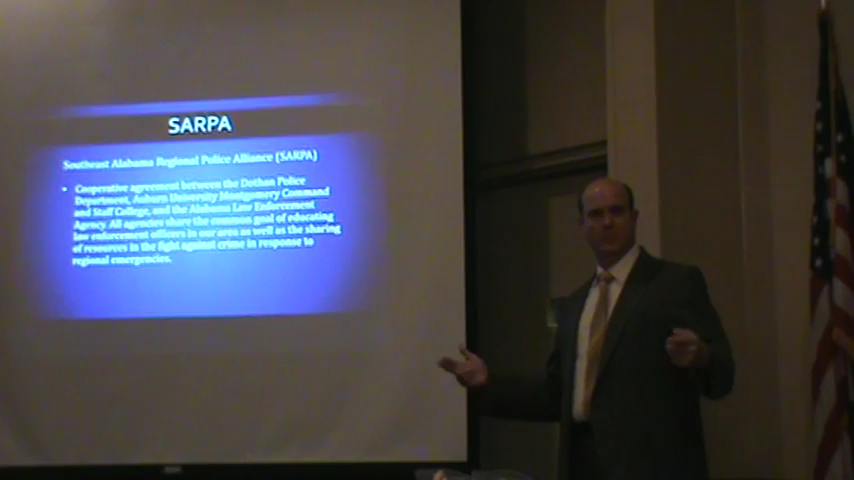 SARPA
Southeast Alabama Regional Police Alliance (SARPA)
• Cooperative agreement between the Dothan Police
Department, Auburn University Montgomery Command
and Staff College, and the Alabama Law Enforcement
Agency. All agencies share the common goal of educating
law enforcement officers in our area as well as the sharing
of resources in the fight against crime in response to
regional emergencies.